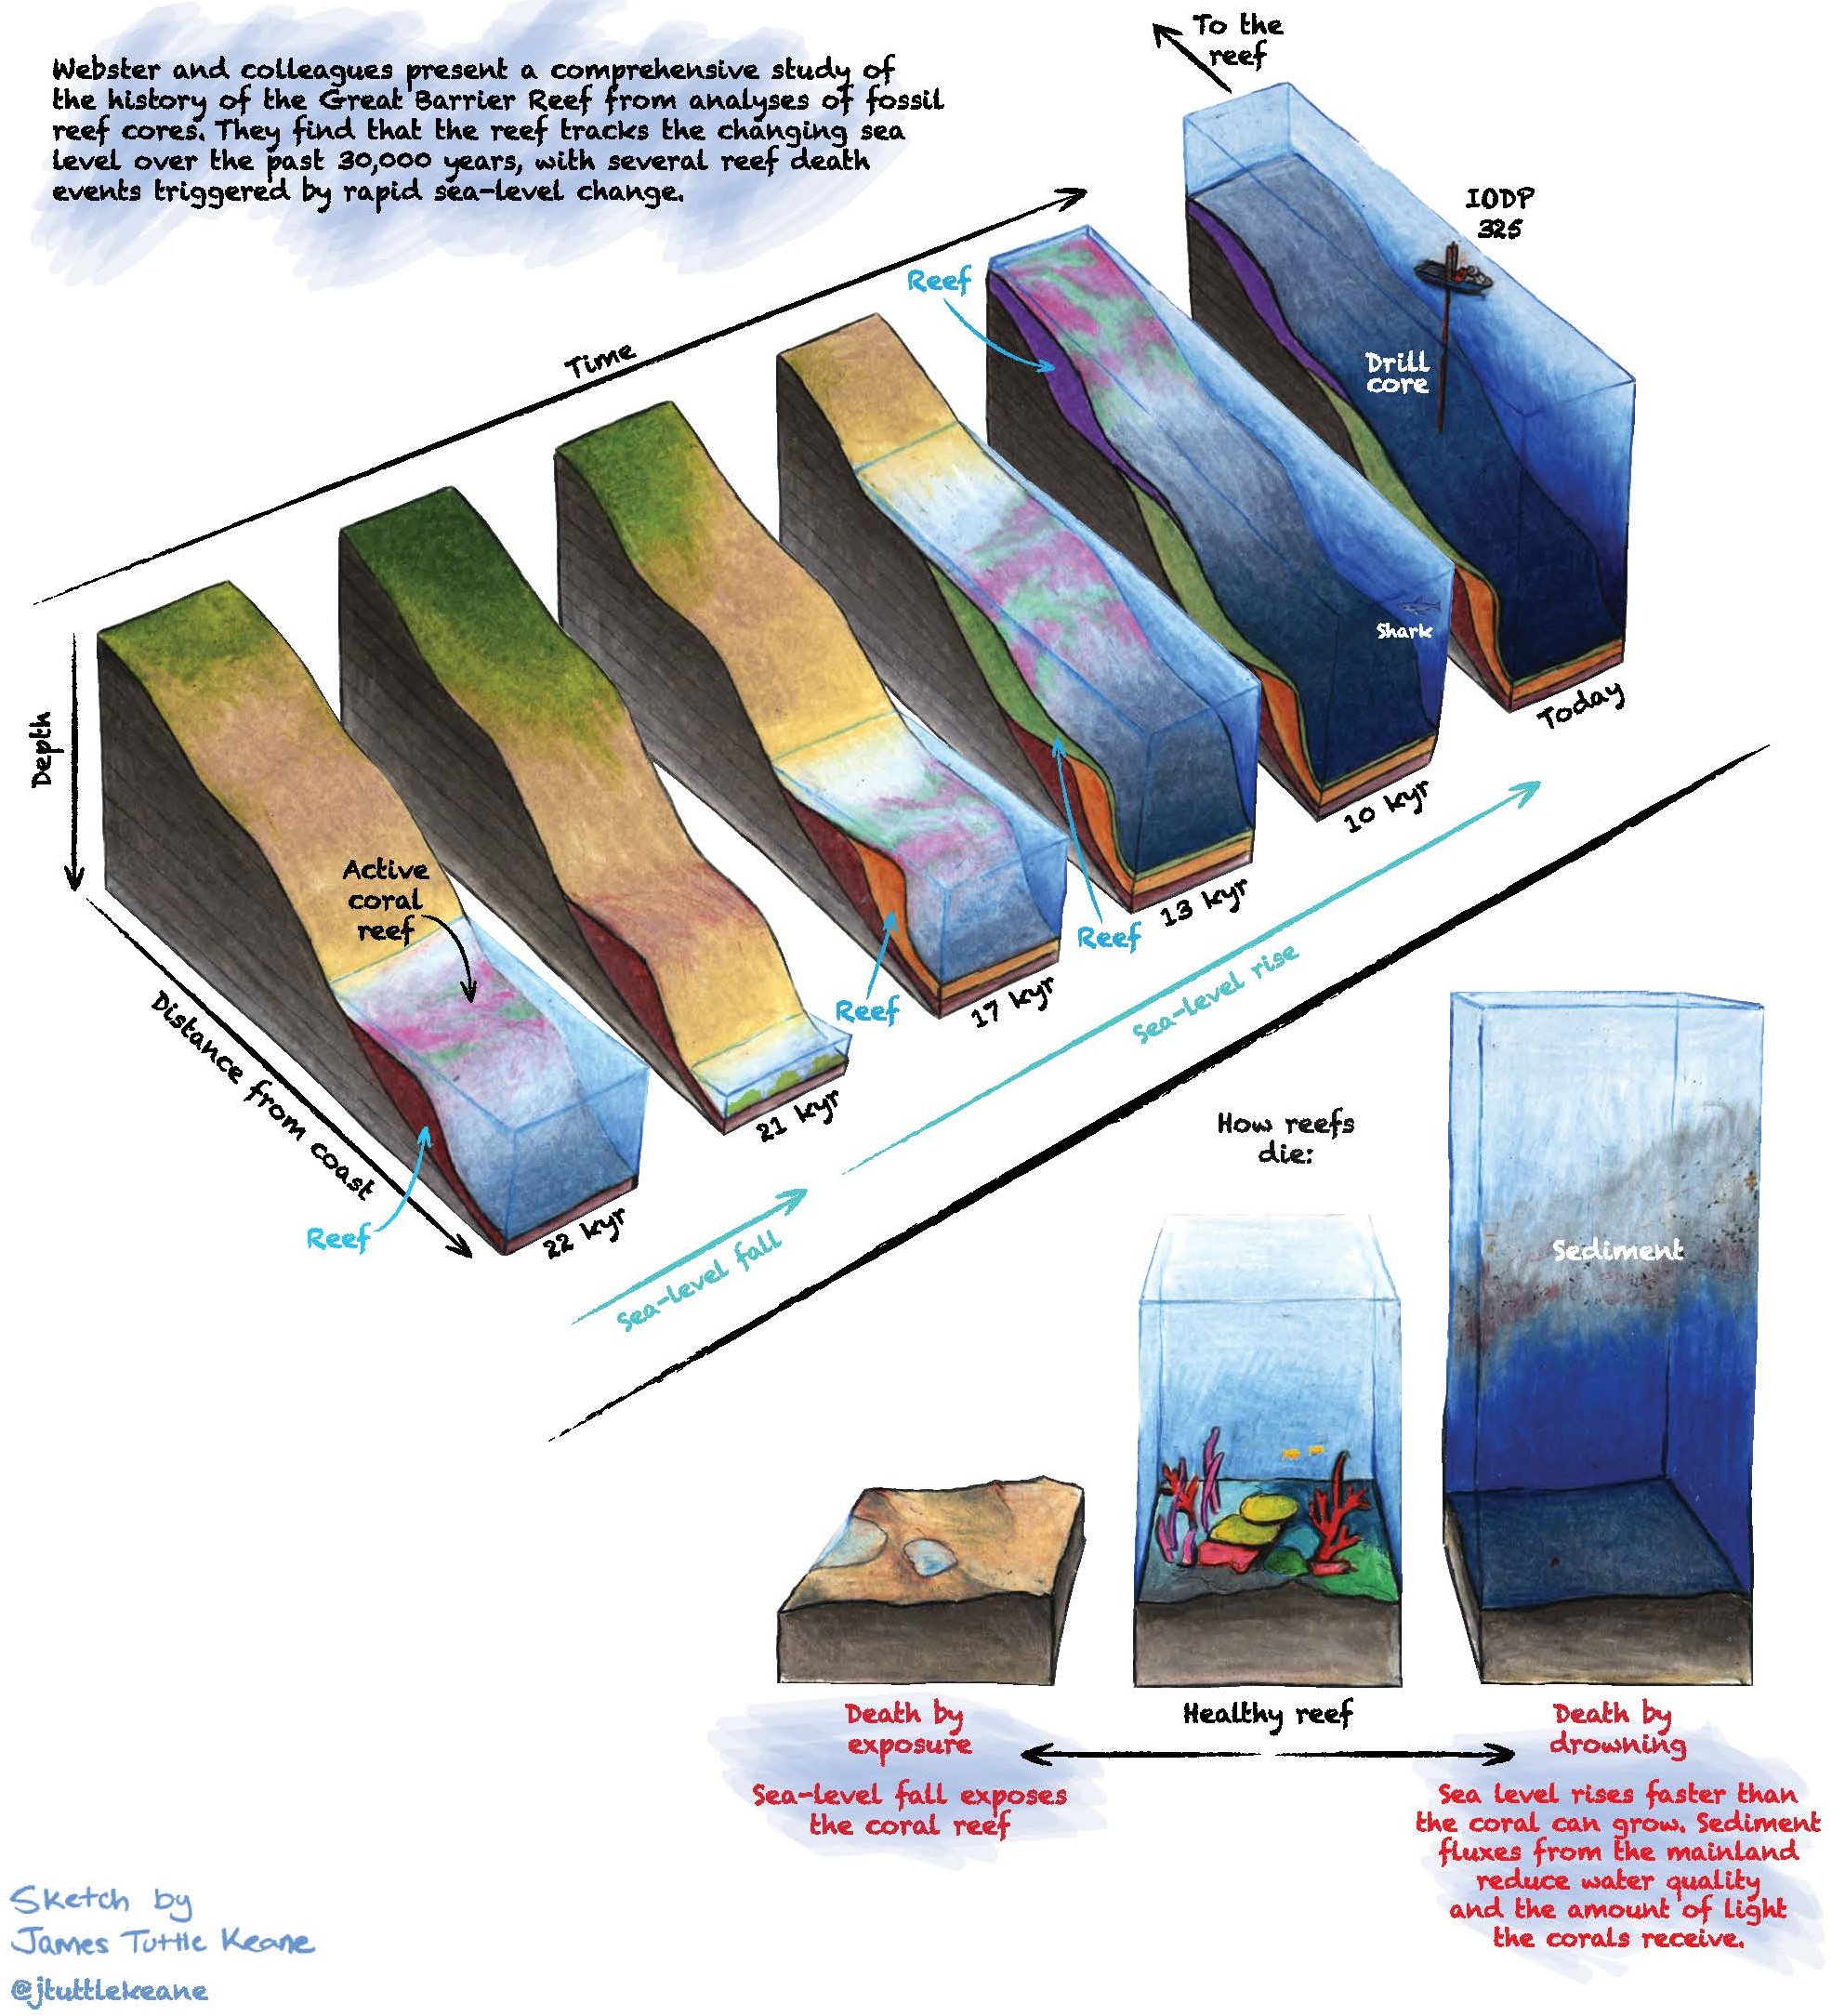 Webster and colleagues present a comprehensive study of
the history of the Great Barrier Reef from analyses of fossil
reef cores. They find that the reef tracks the changing sea
level over the past 30,000 years, with several reef death
events triggered by rapid sea-level change.
To the
reef
IODP
325
Reef
Time
Drill
core
Shark
Today
Depth
10 kyr
Active
coral
reef
13 kyr
Reef
Reef
17 kyr
Sea-level rise
Distance from coast
21 kyr
Reef
22 kyr
Sea-level fall
How reefs
die:
Sediment
Death by
exposure
Sea-level fall exposes
the coral reef
Healthy reef
Death by
drowning
Sea level rises faster than
the coral can grow. Sediment
fluxes from the mainland
reduce water quality
and the amount of light
the corals receive.
Sketch by
James Tuttle Keane
@jtuttlekeane